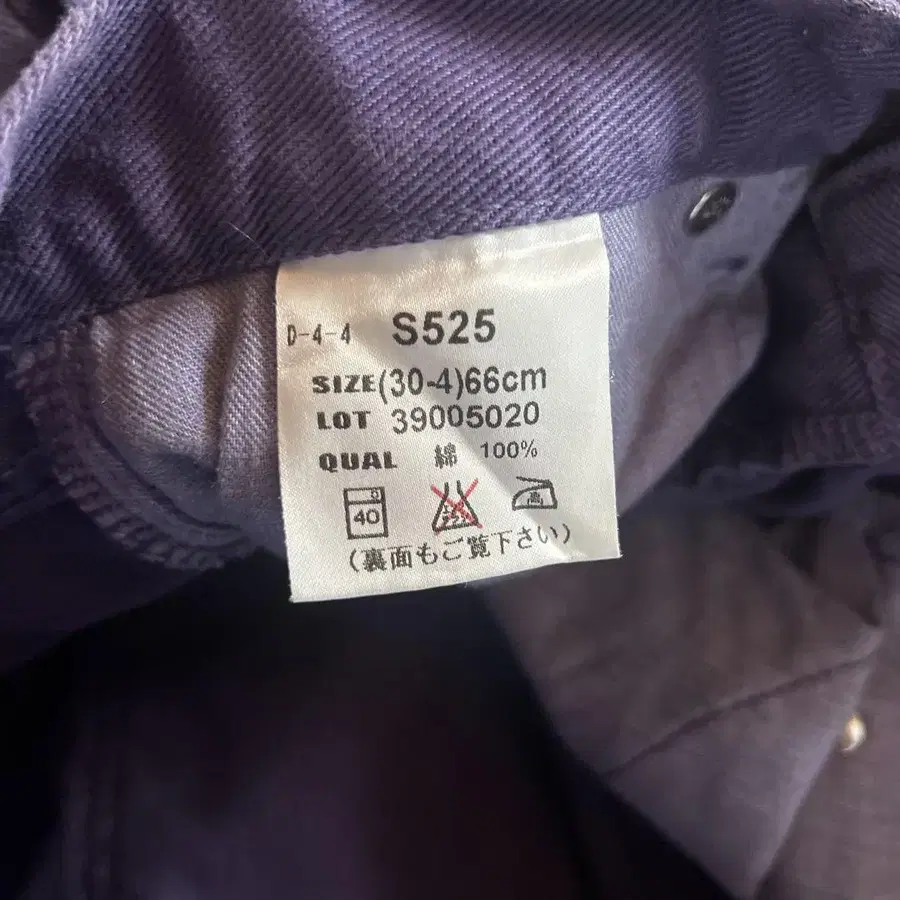 D-4-4 S525
SIZE(30-4)66cm
LOT 39005020
QUAL 綿 100%
40 高
(裏面もご覧下さい)